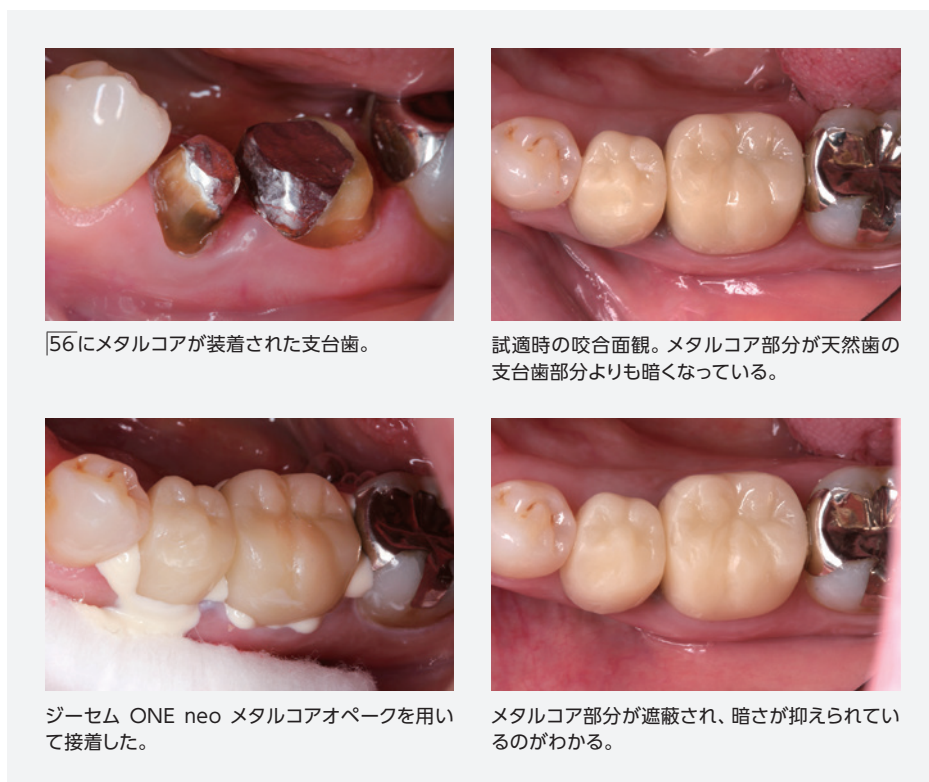 56にメタルコアが装着された支台歯。
試適時の咬合面観。メタルコア部分が天然歯の
支台歯部分よりも暗くなっている。
ジーセム ONE neo メタルコアオペークを用い
て接着した。
メタルコア部分が遮蔽され、暗さが抑えられてい
るのがわかる。